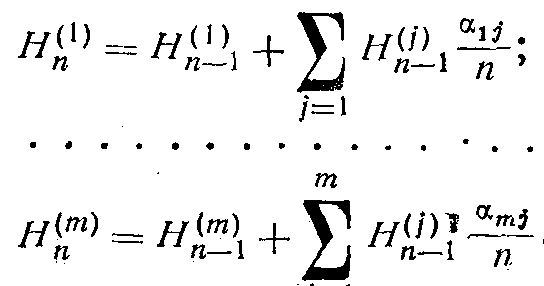 H_n^{(1)} = H_{n-1}^{(1)} + \sum_{j=1} H_{n-1}^{(j)} \frac{\alpha_{1j}}{n};
. . . . . . . . . . . . . . .
H_n^{(m)} = H_{n-1}^{(m)} + \sum^{m} H_{n-1}^{(j)} \frac{\alpha_{mj}}{n}